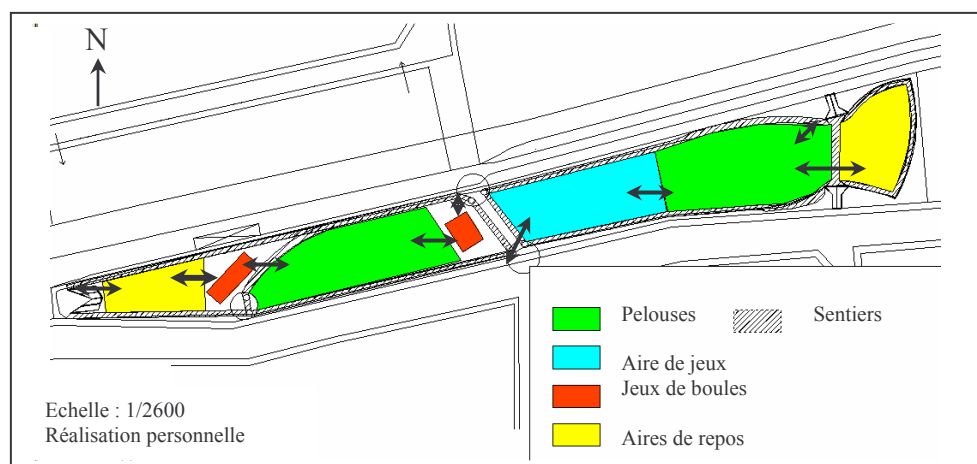 N
Pelouses
Sentiers
Aire de jeux
Jeux de boules
Aires de repos
Echelle : 1/2600
Réalisation personnelle